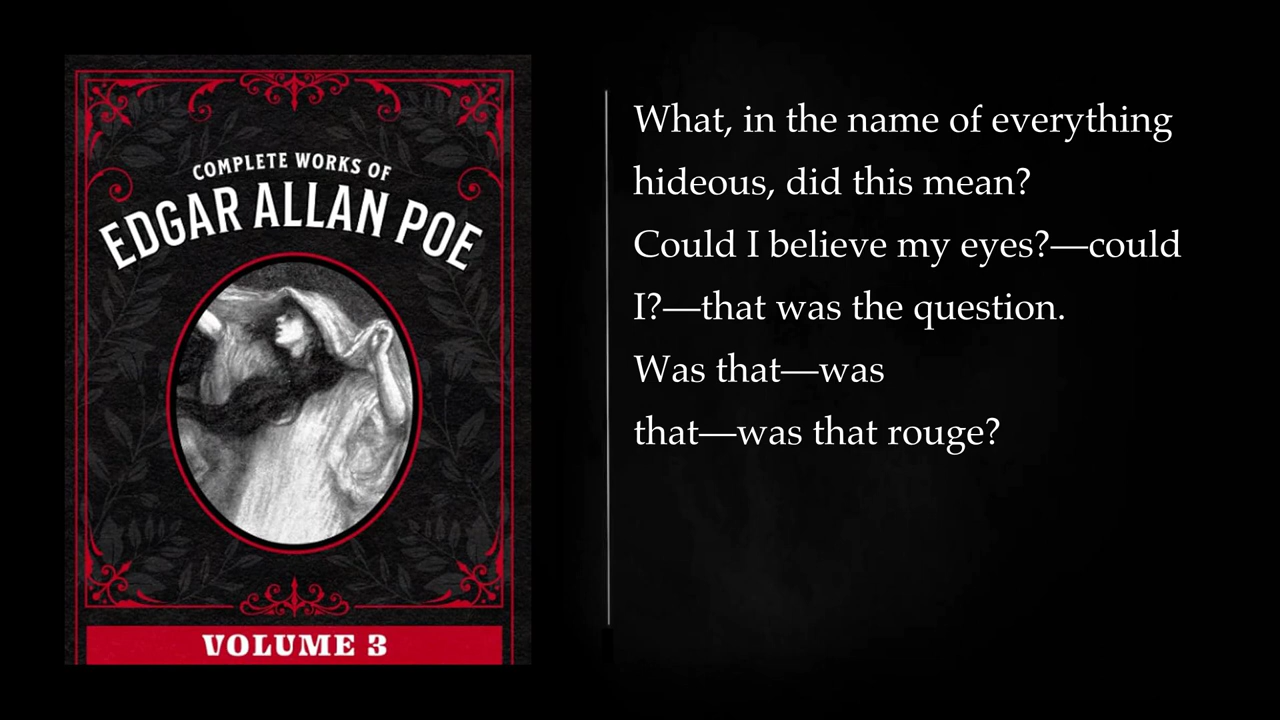 COMPLETE WORKS OF
EDGAR ALLAN POE
VOLUME 3
What, in the name of everything
hideous, did this mean?
Could I believe my eyes?—could
I?—that was the question.
Was that—was
that—was that rouge?